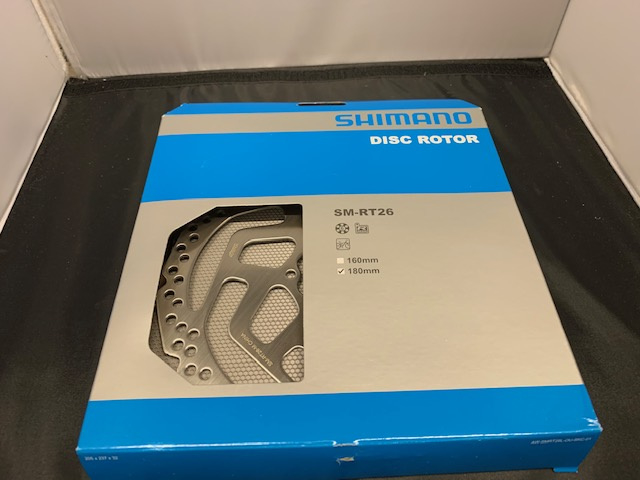 SHIMANO
DISC ROTOR
SM-RT26
160mm
180mm